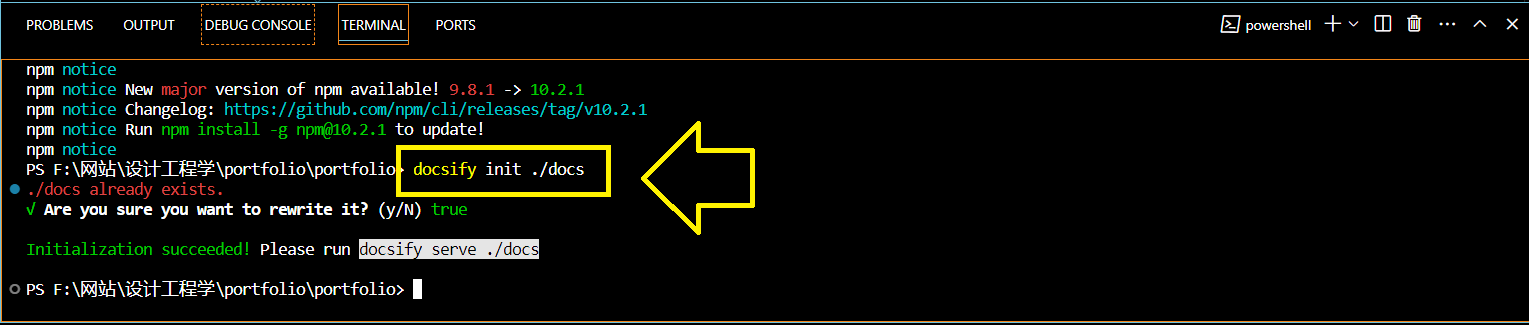 PROBLEMS OUTPUT DEBUG CONSOLE TERMINAL PORTS powershell
npm notice
npm notice New major version of npm available! 9.8.1 -> 10.2.1
npm notice Changelog: https://github.com/npm/cli/releases/tag/v10.2.1
npm notice Run npm install -g npm@10.2.1 to update!
npm notice
PS F:\网站\设计工程学\portfolio\portfolio> docsify init ./docs
./docs already exists.
√ Are you sure you want to rewrite it? (y/N) true
Initialization succeeded! Please run docsify serve ./docs
PS F:\网站\设计工程学\portfolio\portfolio>